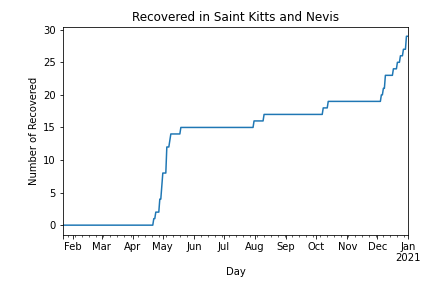 Recovered in Saint Kitts and Nevis
Number of Recovered
30
25
20
15
10
5
0
Feb Mar Apr May Jun Jul Aug Sep Oct Nov Dec Jan
2021
Day